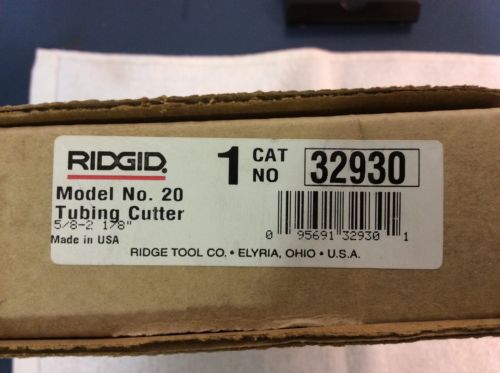 RIDGID
1 CAT NO 32930
Model No. 20
Tubing Cutter
5/8-2 1/8"
Made in USA
0 95691 32930 1
RIDGE TOOL CO. • ELYRIA, OHIO • U.S.A.